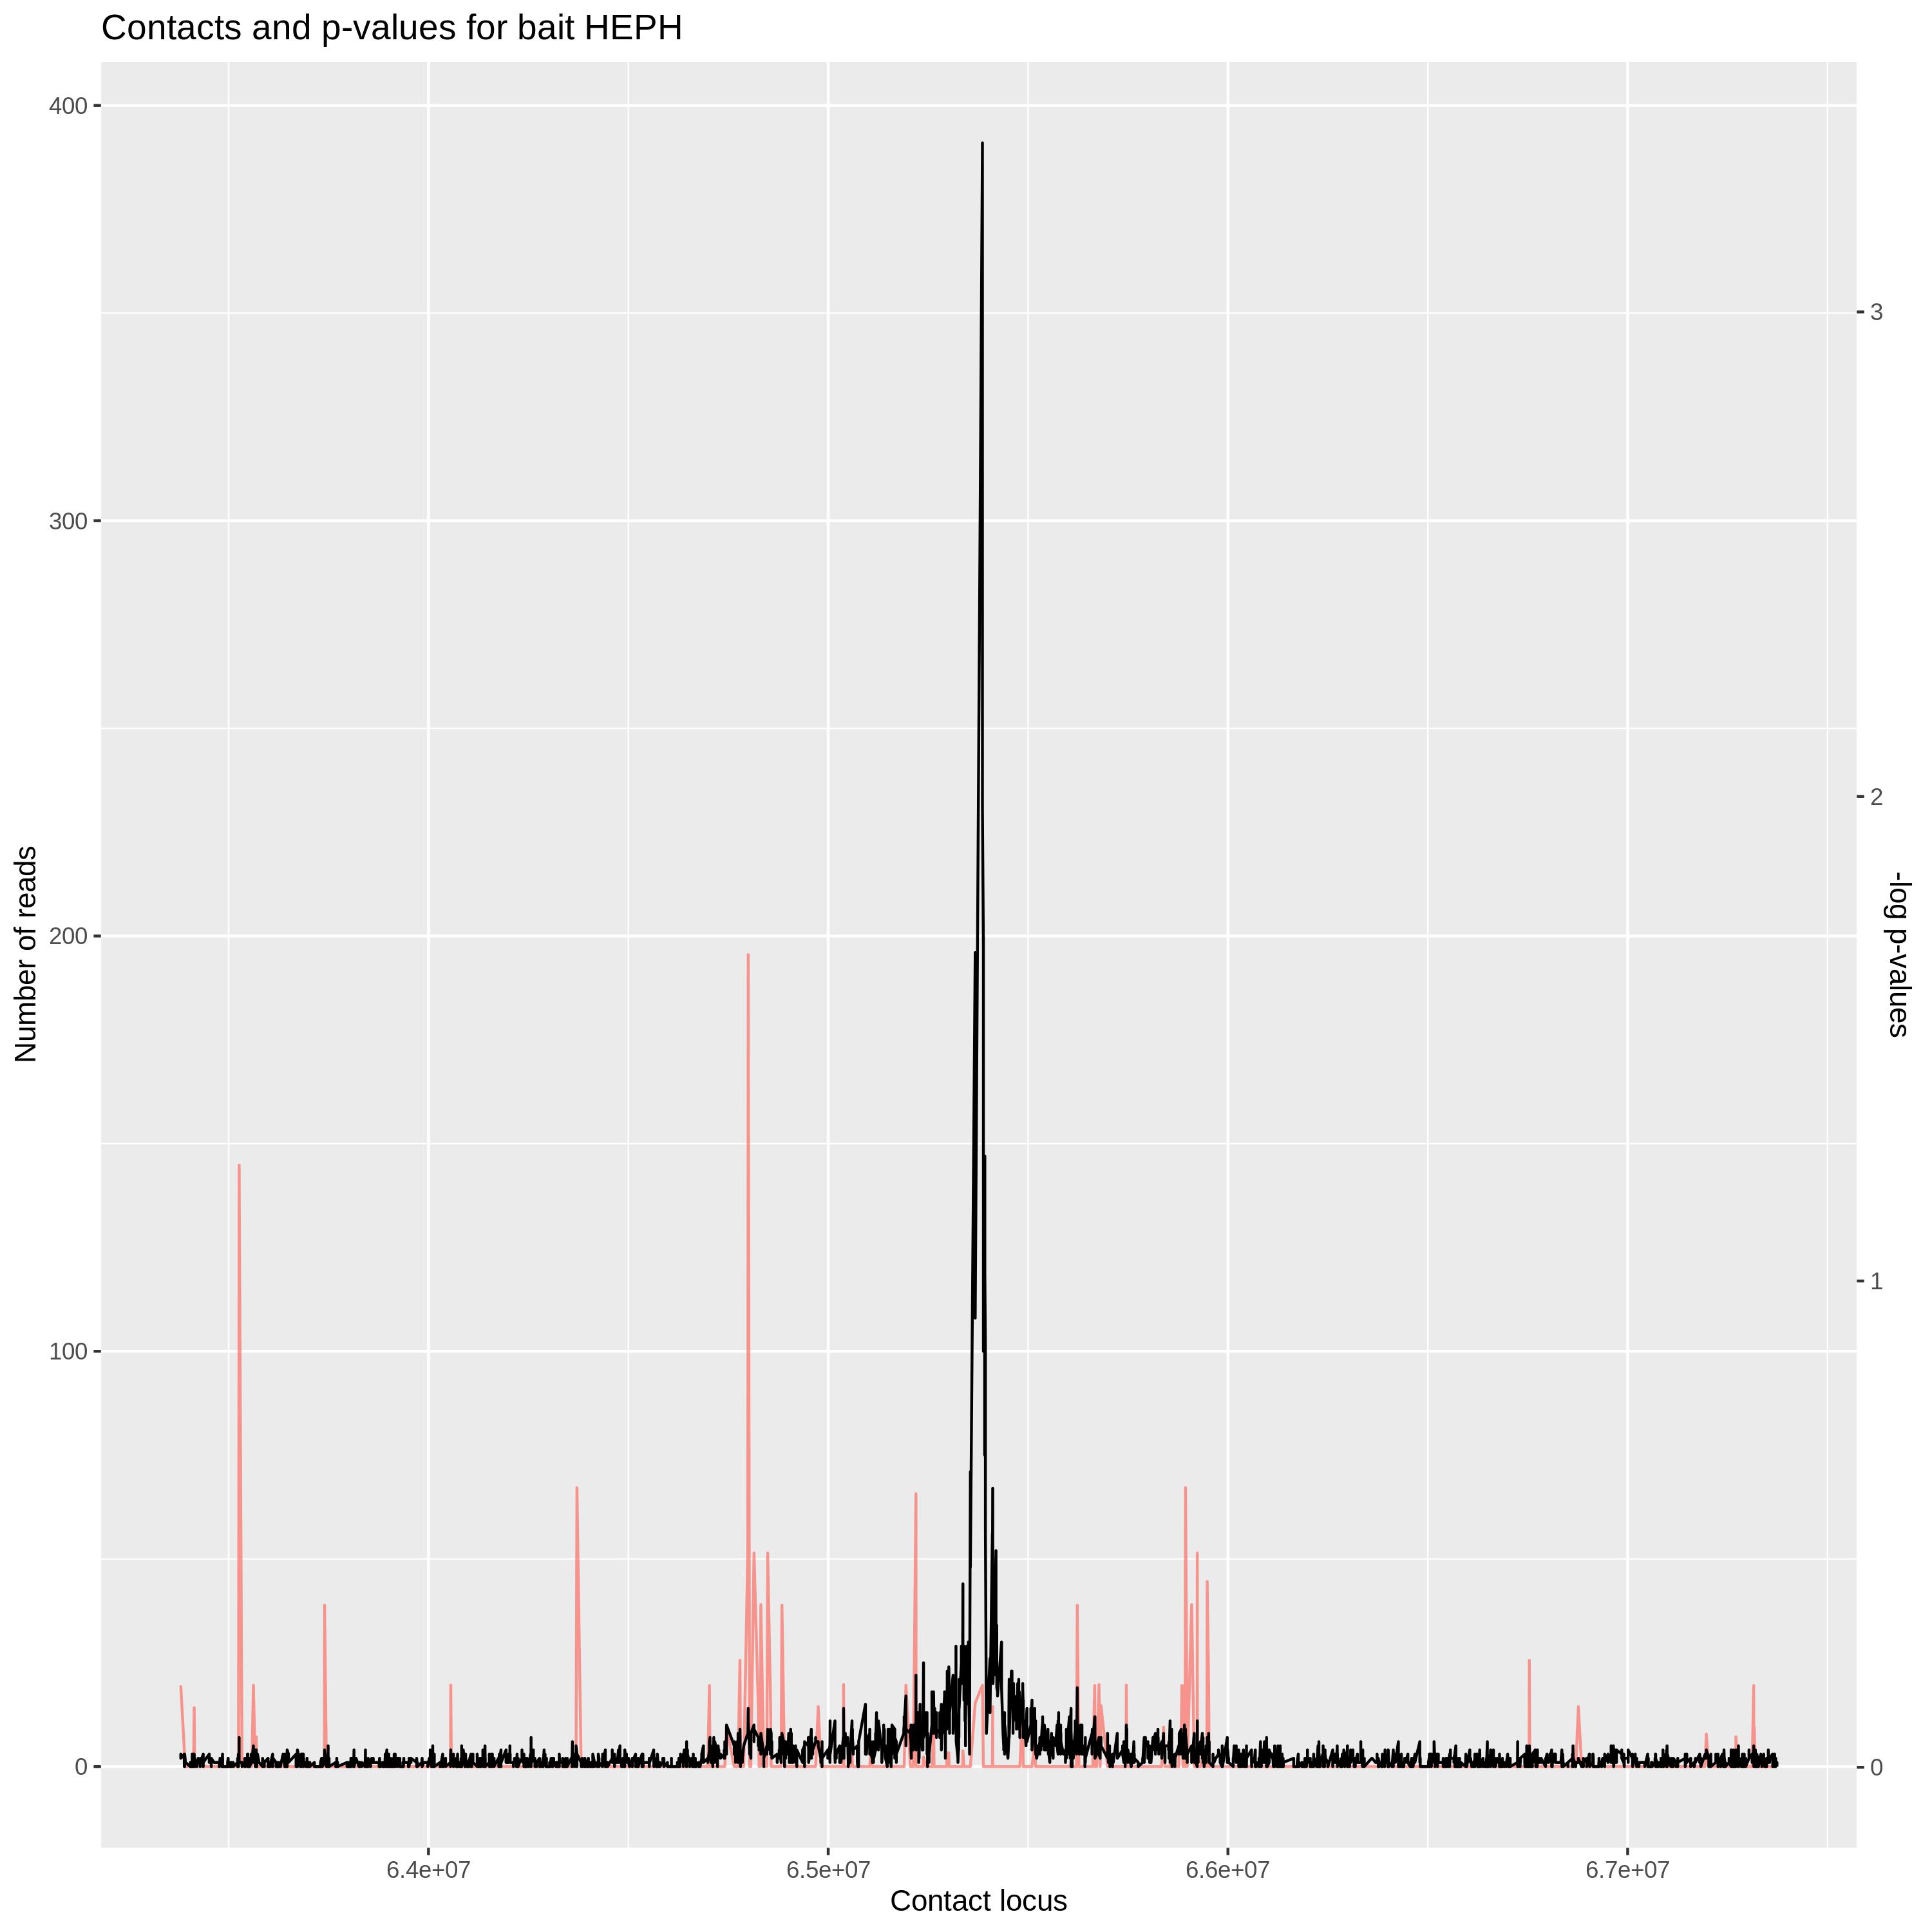 Contacts and p-values for bait HEPH
400
300
200
100
0
Number of reads
3
2
1
0
-log p-values
6.4e+07
6.5e+07
6.6e+07
6.7e+07
Contact locus